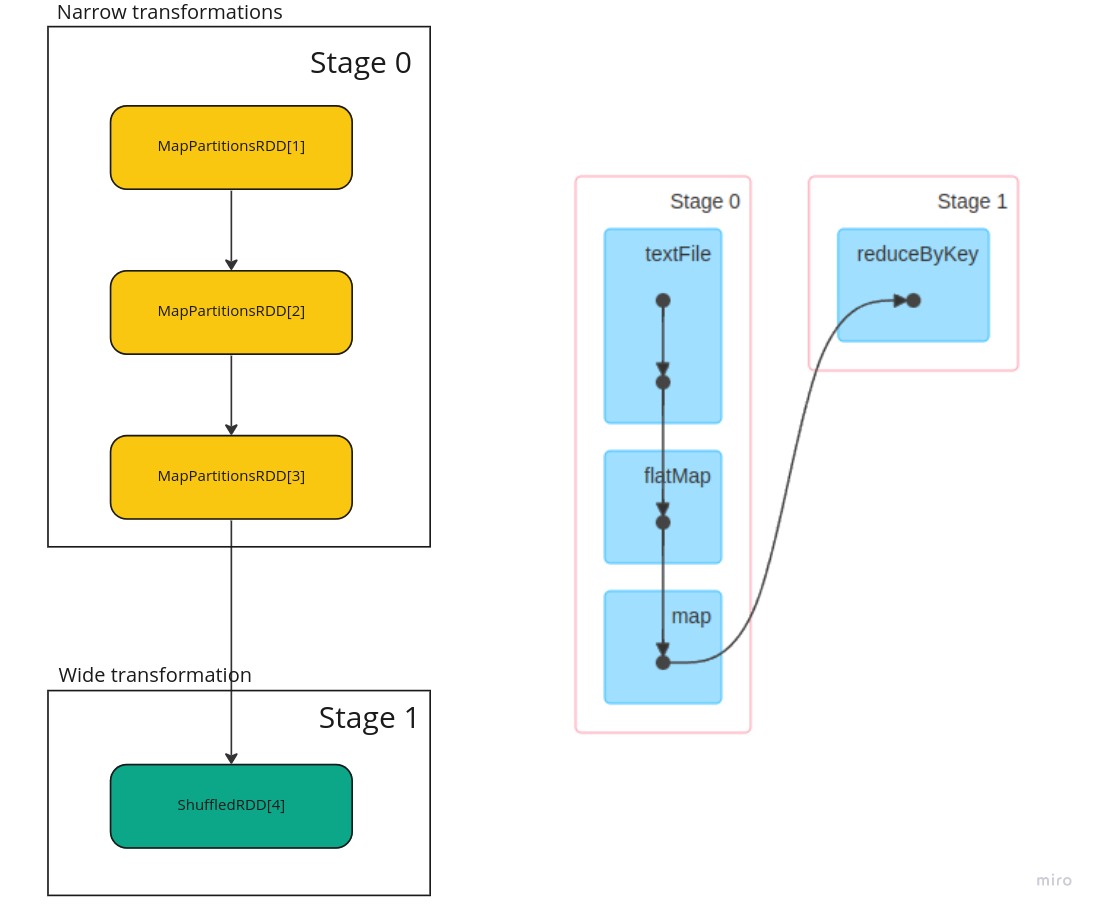 Narrow transformations
Stage 0
MapPartitionsRDD[1]
MapPartitionsRDD[2]
MapPartitionsRDD[3]
Wide transformation
Stage 1
ShuffledRDD[4]
Stage 0
textFile
flatMap
map
Stage 1
reduceByKey
miro